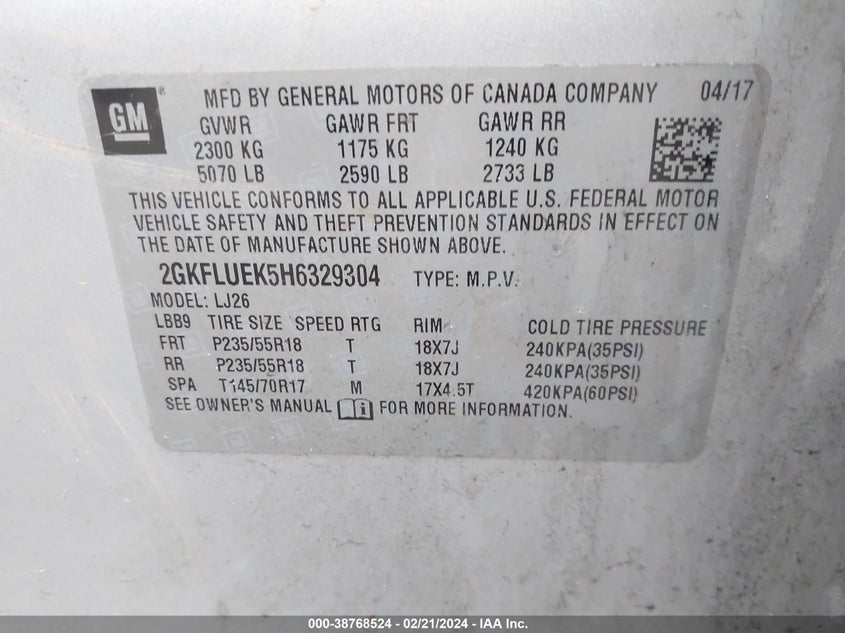 GM ® MFD BY GENERAL MOTORS OF CANADA COMPANY 04/17
GVWR GAWR FRT GAWR RR
2300 KG 1175 KG 1240 KG
5070 LB 2590 LB 2733 LB
THIS VEHICLE CONFORMS TO ALL APPLICABLE U.S. FEDERAL MOTOR
VEHICLE SAFETY AND THEFT PREVENTION STANDARDS IN EFFECT ON
THE DATE OF MANUFACTURE SHOWN ABOVE.
2GKFLUEK5H6329304 TYPE: M.P.V.
MODEL: LJ26
LBB9 TIRE SIZE SPEED RTG RIM COLD TIRE PRESSURE
FRT P235/55R18 T 18X7J 240KPA(35PSI)
RR P235/55R18 T 18X7J 240KPA(35PSI)
SPA T145/70R17 M 17X4.5T 420KPA(60PSI)
SEE OWNER'S MANUAL FOR MORE INFORMATION.
000-38768524 / 02/21/2024 - IAA Inc.